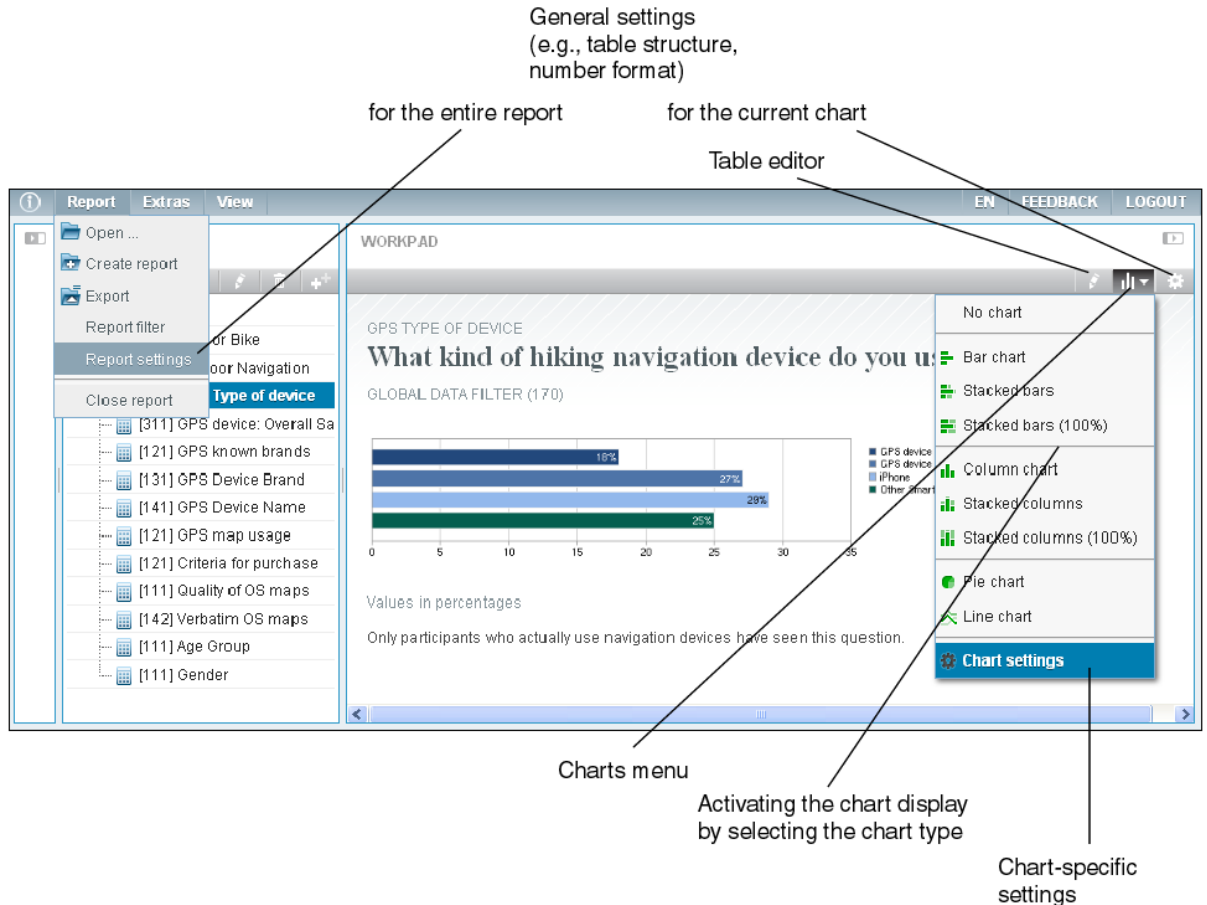 General settings
(e.g., table structure,
number format)
for the entire report
for the current chart
Table editor
Report Extras View
EN FEEDBACK LOGOUT
Open ...
Create report
Export
Report filter
Report settings
Close report
or Bike
oor Navigation
Type of device
[311] GPS device: Overall Sa
[121] GPS known brands
[131] GPS Device Brand
[141] GPS Device Name
[121] GPS map usage
[121] Criteria for purchase
[111] Quality of OS maps
[142] Verbatim OS maps
[111] Age Group
[111] Gender
WORKPAD
GPS TYPE OF DEVICE
What kind of hiking navigation device do you us
GLOBAL DATA FILTER (170)
18%
27%
29%
25%
0 5 10 15 20 25 30 35
GPS device
GPS device
iPhone
Other Smart
Values in percentages
Only participants who actually use navigation devices have seen this question.
No chart
Bar chart
Stacked bars
Stacked bars (100%)
Column chart
Stacked columns
Stacked columns (100%)
Pie chart
Line chart
Chart settings
Charts menu
Activating the chart display
by selecting the chart type
Chart-specific
settings